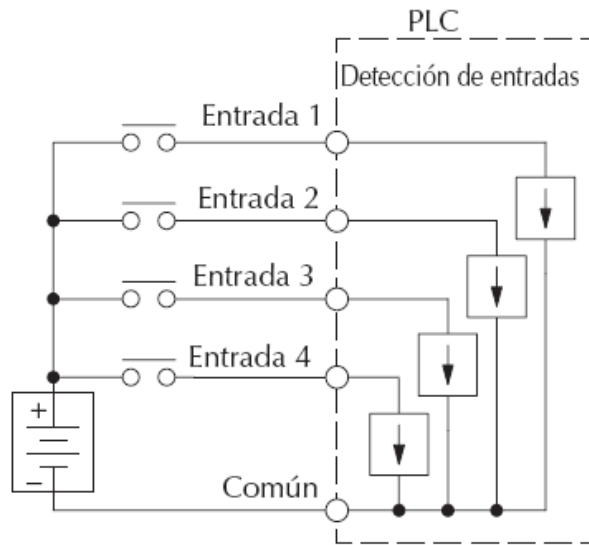 PLC
Detección de entradas
Entrada 1
Entrada 2
Entrada 3
Entrada 4
+
−
Común